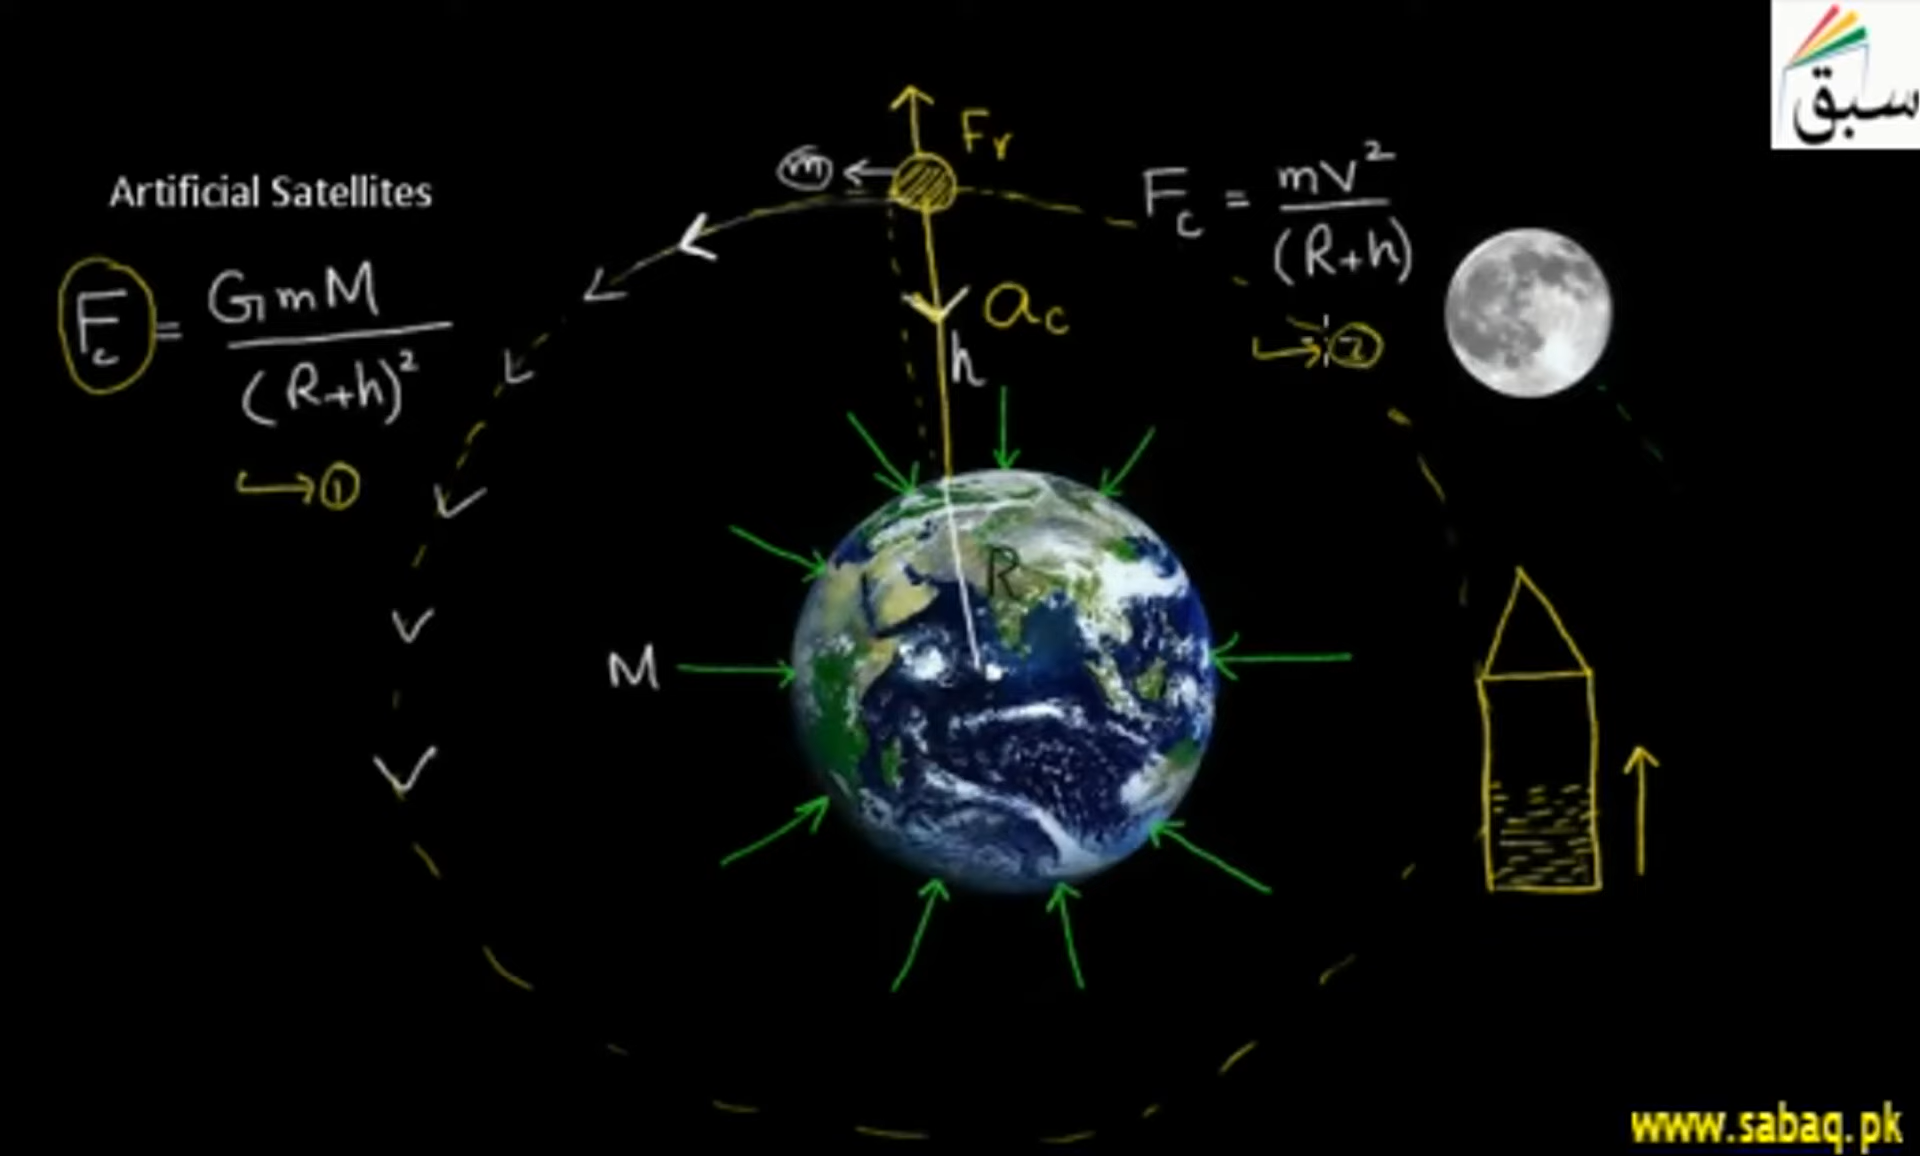 سبق
Fr
m
Artificial Satellites
Fc = mv²
(R+h)
→ 2
Fc = GmM
(R+h)²
→ 1
ac
h
R
M
www.sabaq.pk